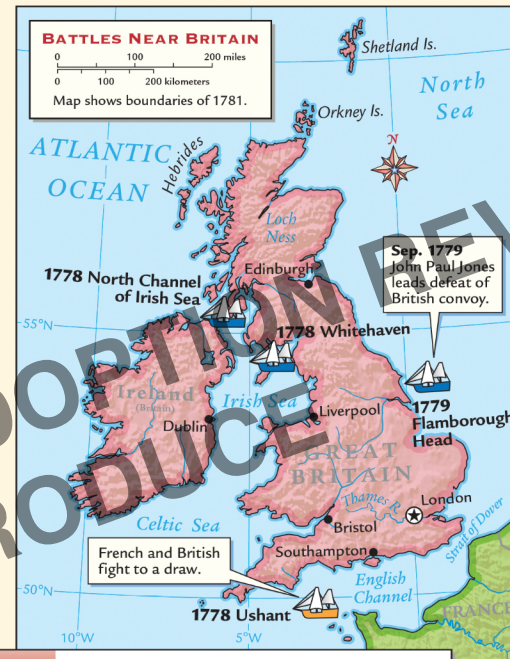 BATTLES NEAR BRITAIN
0 100 200 miles
0 100 200 kilometers
Map shows boundaries of 1781.
Shetland Is.
North
Sea
Orkney Is.
N
ATLANTIC
OCEAN
Hebrides
Loch
Ness
Sep. 1779
John Paul Jones
leads defeat of
British convoy.
Edinburgh
1778 North Channel
of Irish Sea
55°N
1778 Whitehaven
Ireland
(Britain)
Irish Sea
Dublin
Liverpool
1779
Flamborough
Head
GREAT
BRITAIN
Thames R.
London
Bristol
Celtic Sea
Strait of Dover
Southampton
French and British
fight to a draw.
English
Channel
50°N
1778 Ushant
FRANCE
10°W
5°W